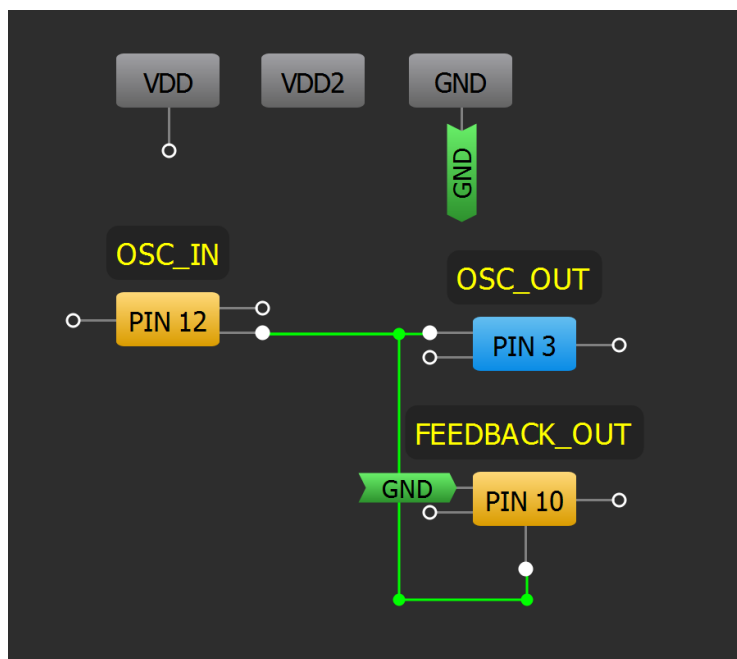 VDD
VDD2
GND
GND
OSC_IN
PIN 12
OSC_OUT
PIN 3
FEEDBACK_OUT
GND
PIN 10